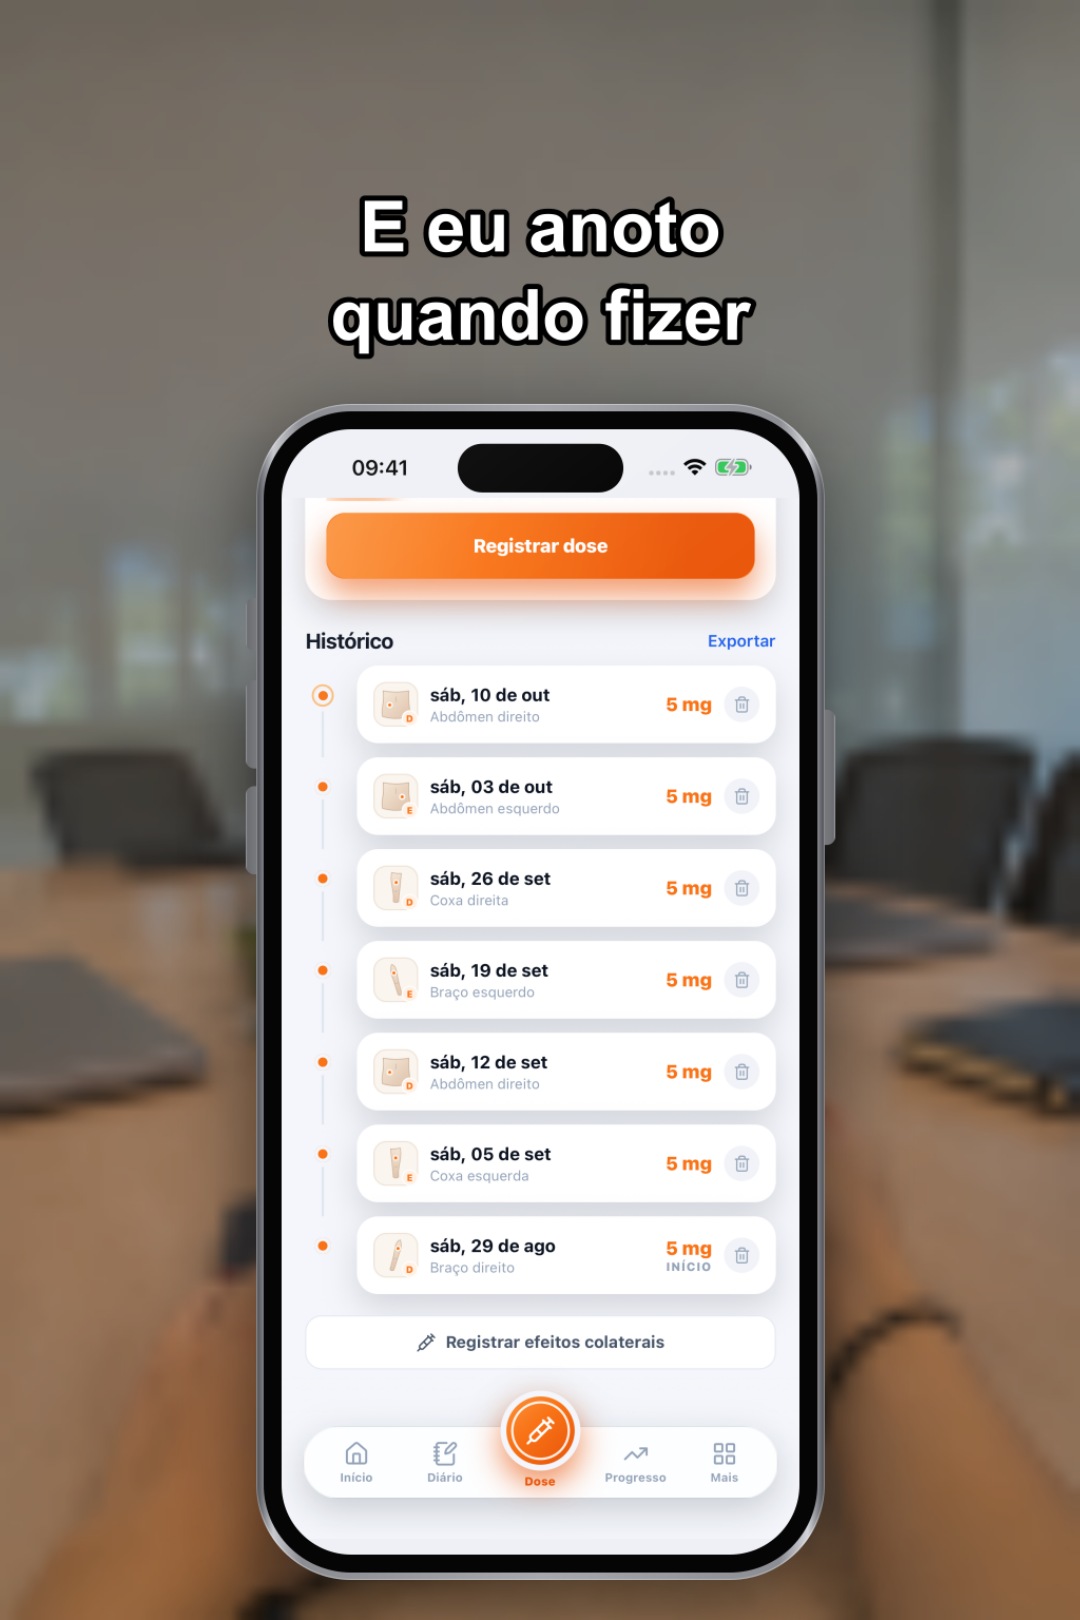 E eu anoto
quando fizer
09:41
Registrar dose
Histórico
Exportar
sáb, 10 de out
Abdômen direito
5 mg
D
sáb, 03 de out
Abdômen esquerdo
5 mg
E
sáb, 26 de set
Coxa direita
5 mg
D
sáb, 19 de set
Braço esquerdo
5 mg
E
sáb, 12 de set
Abdômen direito
5 mg
D
sáb, 05 de set
Coxa esquerda
5 mg
E
sáb, 29 de ago
Braço direito
5 mg
INÍCIO
D
Registrar efeitos colaterais
Início
Diário
Dose
Progresso
Mais